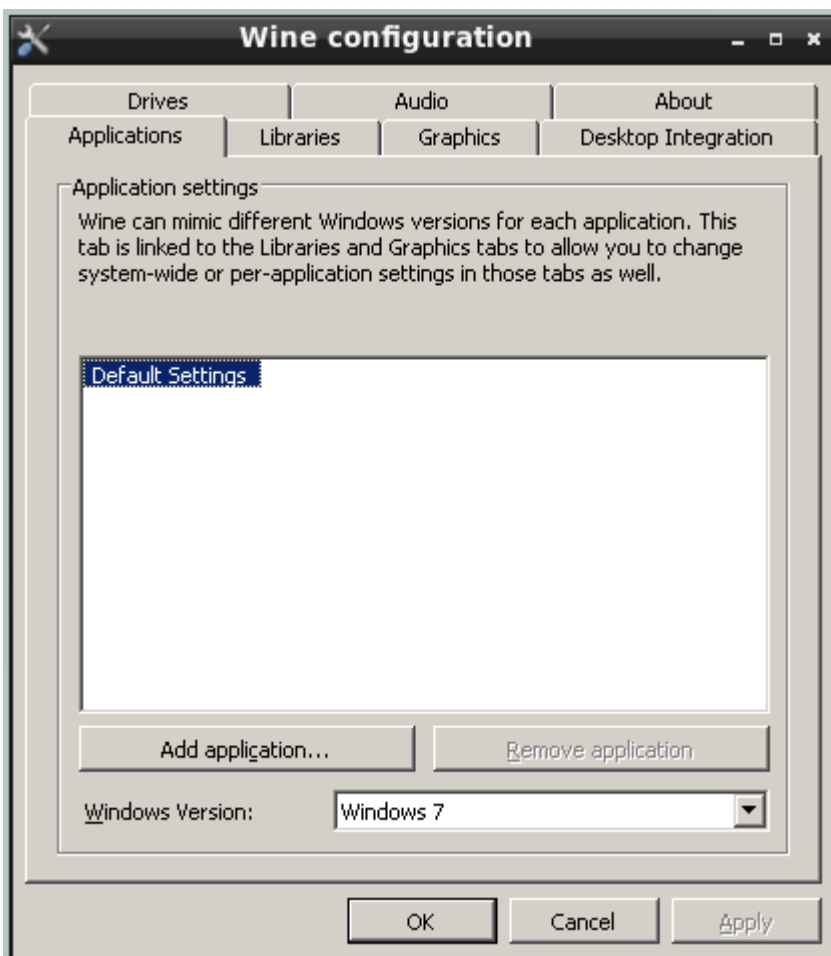 Wine configuration
Drives Audio About
Applications Libraries Graphics Desktop Integration
Application settings
Wine can mimic different Windows versions for each application. This
tab is linked to the Libraries and Graphics tabs to allow you to change
system-wide or per-application settings in those tabs as well.
Default Settings
Add application... Remove application
Windows Version: Windows 7
OK Cancel Apply